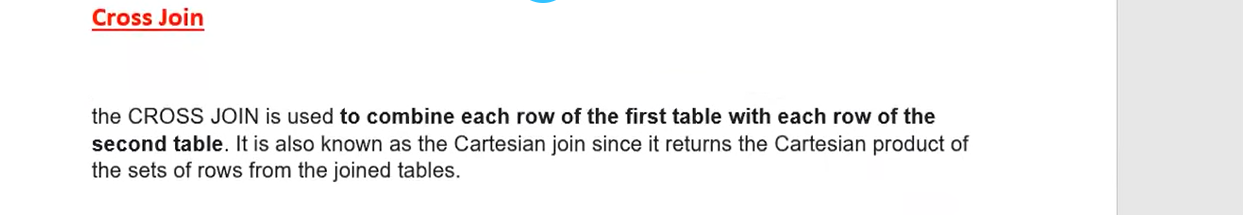 Cross Join
the CROSS JOIN is used to combine each row of the first table with each row of the
second table. It is also known as the Cartesian join since it returns the Cartesian product of
the sets of rows from the joined tables.